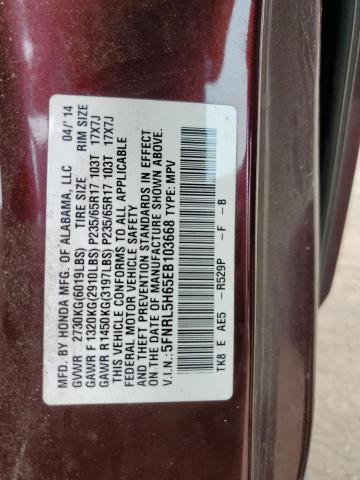 MFD. BY HONDA MFG. OF ALABAMA, LLC 04/'14
GVWR 2730KG(6019LBS) TIRE SIZE RIM SIZE
GAWR F 1320KG(2910LBS) P235/65R17 103T 17X7J
GAWR R1450KG(3197LBS) P235/65R17 103T 17X7J
THIS VEHICLE CONFORMS TO ALL APPLICABLE
FEDERAL MOTOR VEHICLE SAFETY
AND THEFT PREVENTION STANDARDS IN EFFECT
ON THE DATE OF MANUFACTURE SHOWN ABOVE.
V.I.N.:5FNRL5H65EB103668 TYPE: MPV
TK8 E AE5 -R529P -F -B